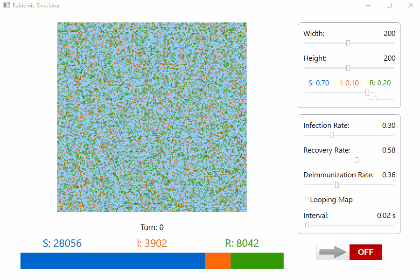 Epidemic Simulator
Width: 200
Height: 200
S: 0.70 I: 0.10 R: 0.20
Infection Rate: 0.30
Recovery Rate: 0.58
Deimmunization Rate: 0.36
Looping Map
Interval: 0.02 s
Turn: 0
S: 28056 I: 3902 R: 8042
OFF